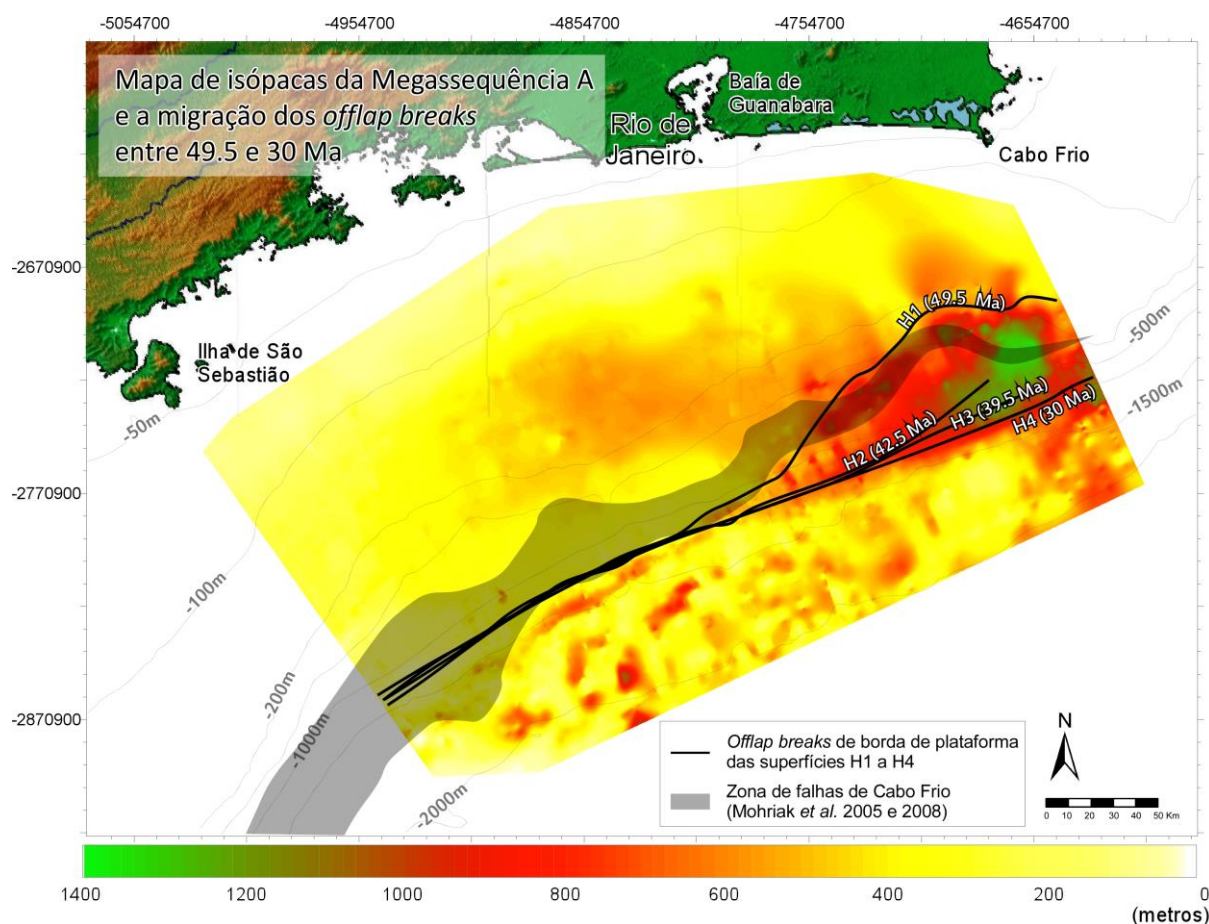 -5054700
-4954700
-4854700
-4754700
-4654700
Mapa de isópacas da Megassequência A
e a migração dos offlap breaks
entre 49.5 e 30 Ma
Baía de
Guanabara
Rio de
Janeiro
Cabo Frio
-2670900
H1 (49.5 Ma)
-500m
Ilha de São
Sebastião
-50m
-1500m
H3 (39.5 Ma)
H2 (42.5 Ma)
H4 (30 Ma)
-2770900
-100m
-200m
-2870900
-1000m
-2000m
Offlap breaks de borda de plataforma
das superfícies H1 a H4
Zona de falhas de Cabo Frio
(Mohriak et al. 2005 e 2008)
N
0 10 20 30 40 50 Km
1400 1200 1000 800 600 400 200 0
(metros)